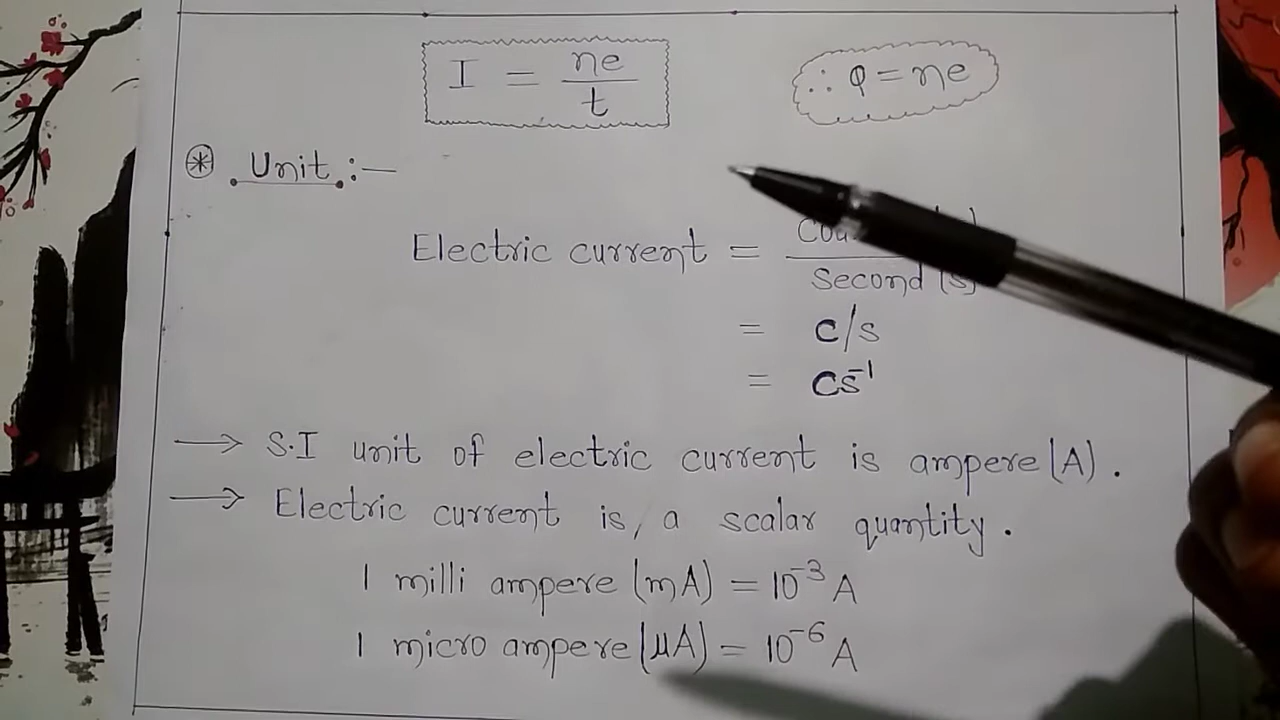 I = ne/t
∴ Q = ne
* Unit :—
Electric current =
Second (s)
= C/s
= Cs⁻¹
→ S.I unit of electric current is ampere (A).
→ Electric current is a scalar quantity.
1 milli ampere (mA) = 10⁻³ A
1 micro ampere (μA) = 10⁻⁶ A